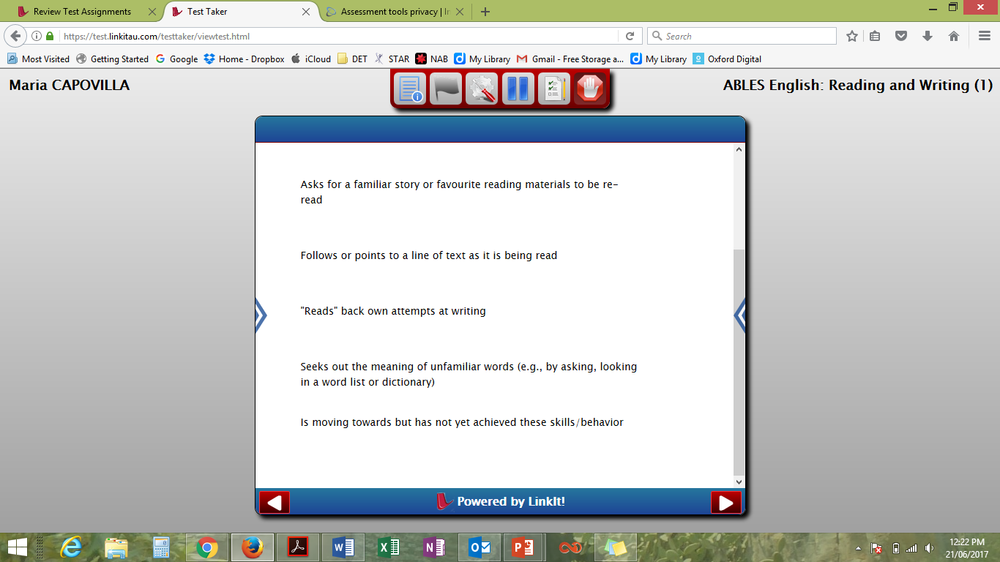 Review Test Assignments
Test Taker
Assessment tools privacy | Ir
https://test.linkitau.com/testtaker/viewtest.html
Search
Most Visited
Getting Started
Google
Home - Dropbox
iCloud
DET
STAR
NAB
My Library
Gmail - Free Storage a...
My Library
Oxford Digital
Maria CAPOVILLA
ABLES English: Reading and Writing (1)
Asks for a familiar story or favourite reading materials to be re-
read
Follows or points to a line of text as it is being read
"Reads" back own attempts at writing
Seeks out the meaning of unfamiliar words (e.g., by asking, looking
in a word list or dictionary)
Is moving towards but has not yet achieved these skills/behavior
Powered by LinkIt!
12:22 PM
21/06/2017